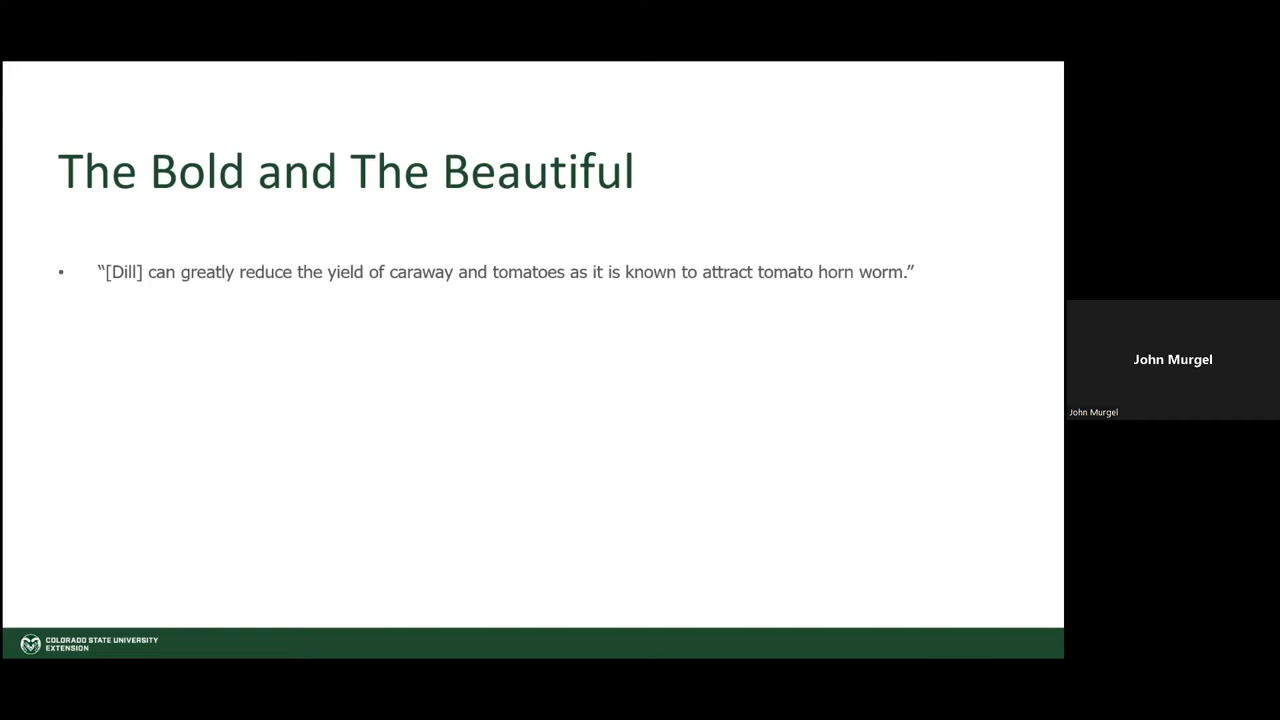 The Bold and The Beautiful
• “[Dill] can greatly reduce the yield of caraway and tomatoes as it is known to attract tomato horn worm.”
John Murgel
John Murgel
COLORADO STATE UNIVERSITY
EXTENSION